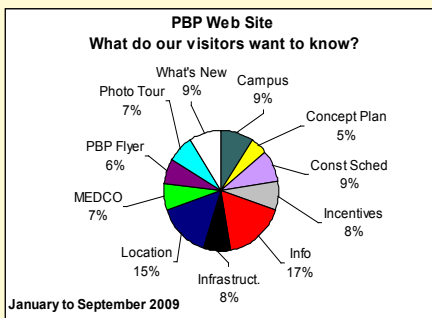 PBP Web Site
What do our visitors want to know?
What's New
9%
Campus
9%
Photo Tour
7%
Concept Plan
5%
PBP Flyer
6%
Const Sched
9%
MEDCO
7%
Incentives
8%
Location
15%
Info
17%
Infrastruct.
8%
January to September 2009